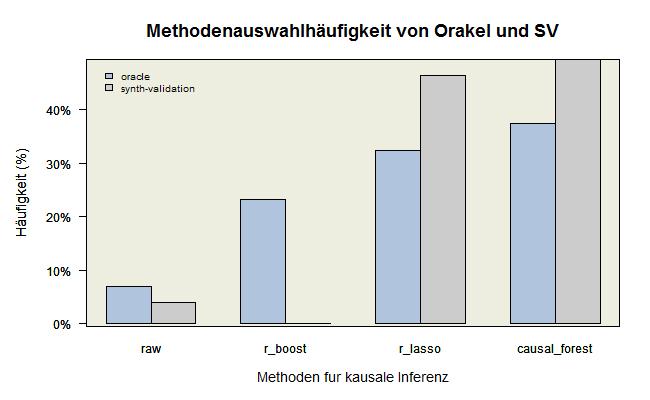 Methodenauswahlhäufigkeit von Orakel und SV
oracle
synth-validation
Häufigkeit (%)
40%
30%
20%
10%
0%
raw
r_boost
r_lasso
causal_forest
Methoden fur kausale Inferenz